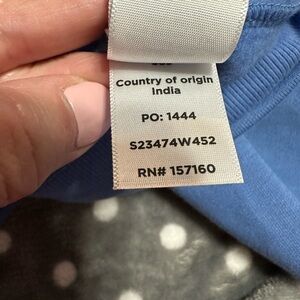 Country of origin
India
PO: 1444
S23474W452
RN# 157160